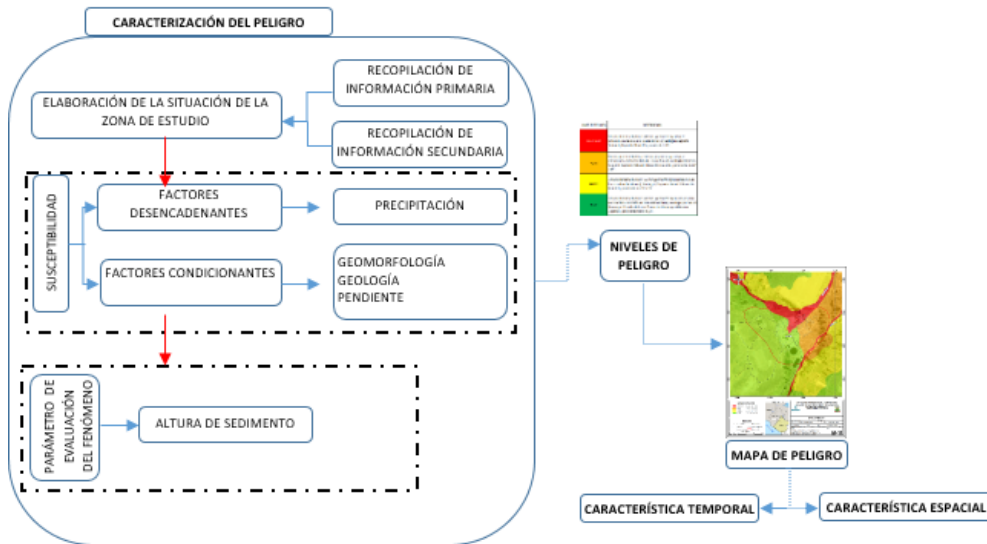 CARACTERIZACIÓN DEL PELIGRO
RECOPILACIÓN DE
INFORMACIÓN PRIMARIA
ELABORACIÓN DE LA SITUACIÓN DE LA
ZONA DE ESTUDIO
RECOPILACIÓN DE
INFORMACIÓN SECUNDARIA
SUSCEPTIBILIDAD
FACTORES
DESENCADENANTES
PRECIPITACIÓN
FACTORES CONDICIONANTES
GEOMORFOLOGÍA
GEOLOGÍA
PENDIENTE
PARÁMETRO DE
EVALUACIÓN
DEL FENÓMENO
ALTURA DE SEDIMENTO
NIVELES DE
PELIGRO
MAPA DE PELIGRO
CARACTERÍSTICA TEMPORAL
CARACTERÍSTICA ESPACIAL